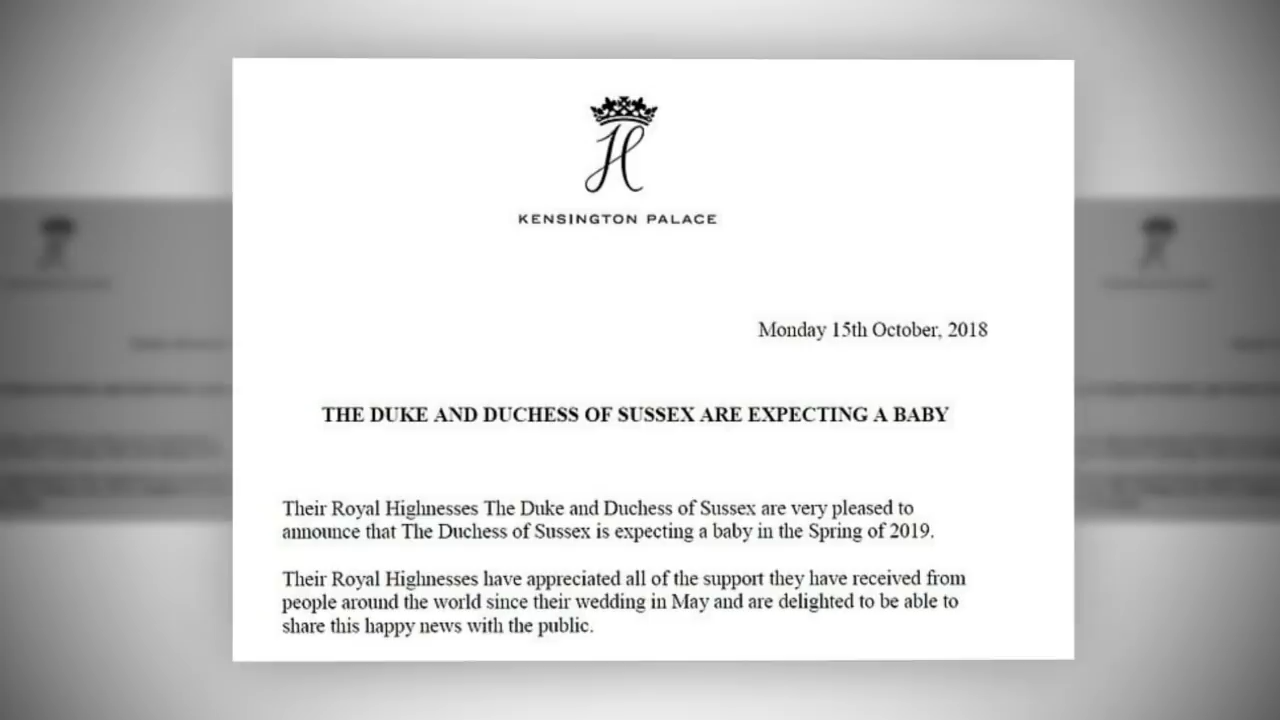 H
KENSINGTON PALACE
Monday 15th October, 2018
THE DUKE AND DUCHESS OF SUSSEX ARE EXPECTING A BABY
Their Royal Highnesses The Duke and Duchess of Sussex are very pleased to
announce that The Duchess of Sussex is expecting a baby in the Spring of 2019.
Their Royal Highnesses have appreciated all of the support they have received from
people around the world since their wedding in May and are delighted to be able to
share this happy news with the public.